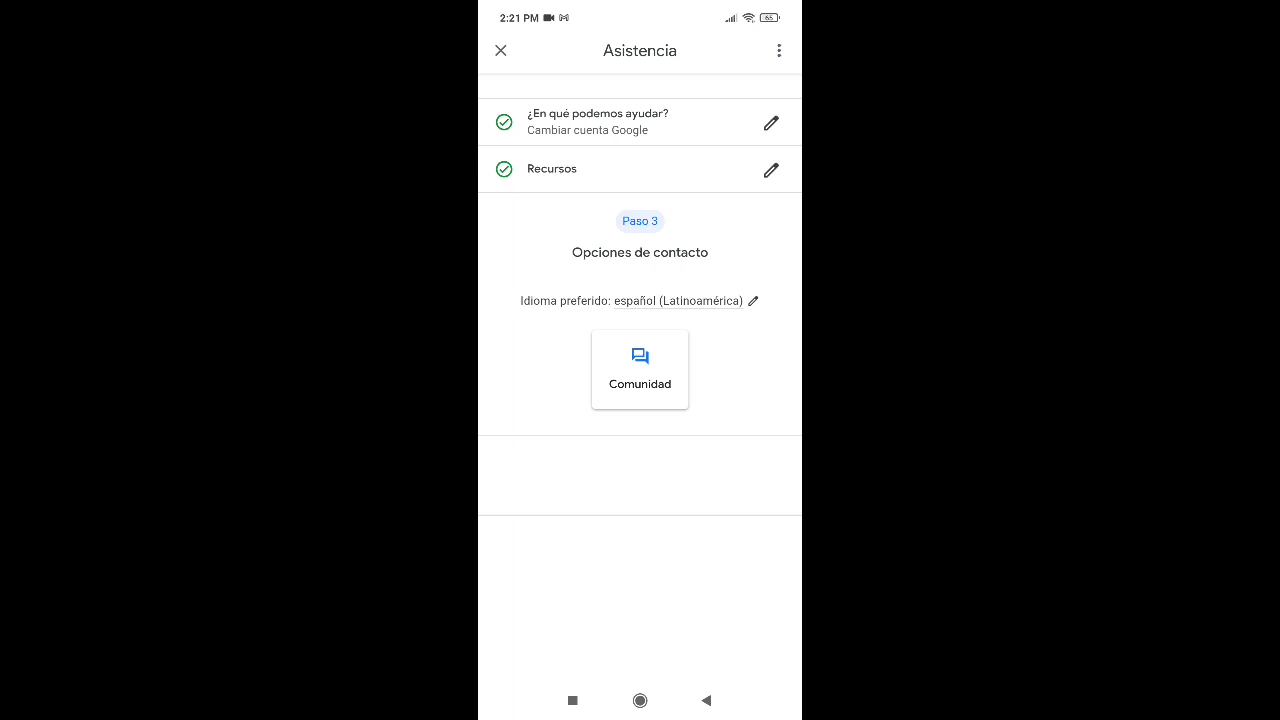 2:21 PM
65
Asistencia
¿En qué podemos ayudar?
Cambiar cuenta Google
Recursos
Paso 3
Opciones de contacto
Idioma preferido: español (Latinoamérica)
Comunidad